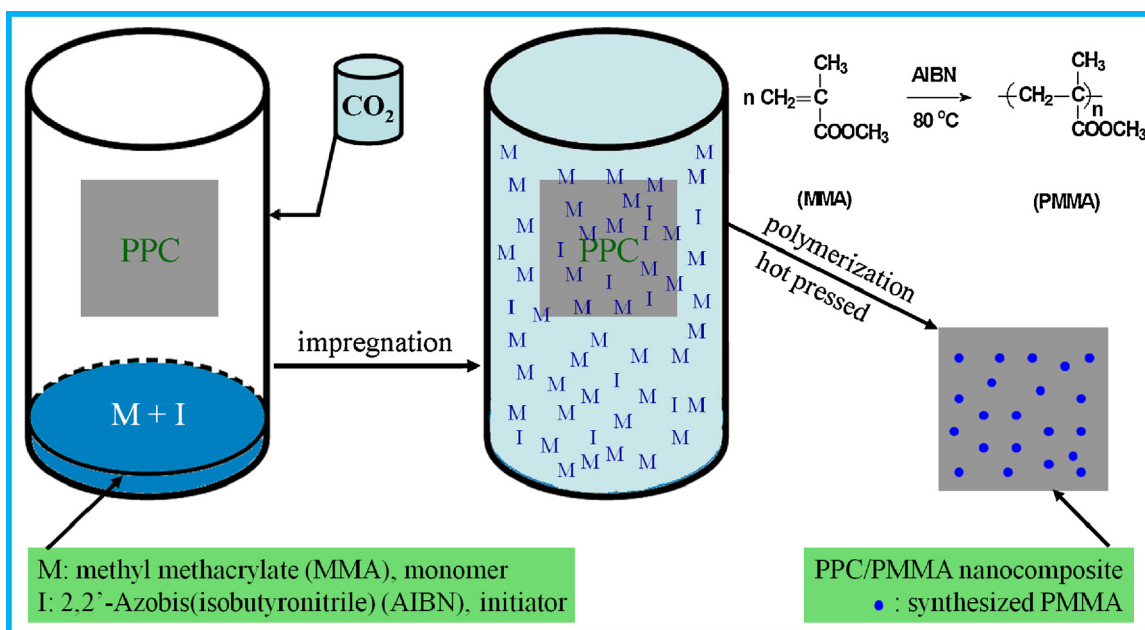 CO2
PPC
M + I
impregnation
M M
M M M M M
M M M
M I
M M I I
M I M
M M I PPC M
M M M
M M I M
I M M I M
M M M
M M M
M M I M
M M
M M I M
I M I M
M M
M M M
n CH2=C
CH3
COOCH3
AIBN
80 °C
CH3
(CH2 C)n
COOCH3
(MMA)
(PMMA)
polymerization
hot pressed
M: methyl methacrylate (MMA), monomer
I: 2,2’-Azobis(isobutyronitrile) (AIBN), initiator
PPC/PMMA nanocomposite
: synthesized PMMA